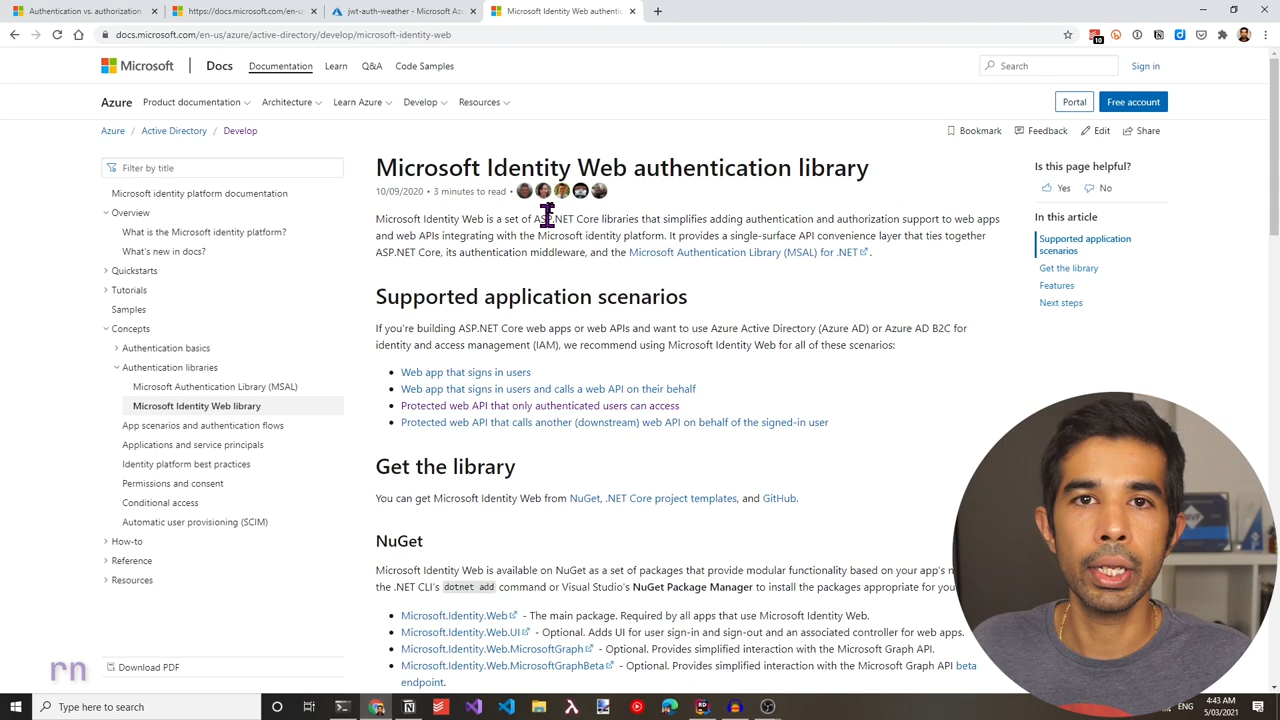 Authentication vs. authorization
https://docs.microsoft.com/en-us
jwt-auth-weather - Microsoft Az
Microsoft Identity Web authentic
docs.microsoft.com/en-us/azure/active-directory/develop/microsoft-identity-web
10
Microsoft
Docs
Documentation
Learn
Q&A
Code Samples
Search
Sign in
Azure
Product documentation
Architecture
Learn Azure
Develop
Resources
Portal
Free account
Azure / Active Directory / Develop
Bookmark
Feedback
Edit
Share
Filter by title
Microsoft identity platform documentation
Overview
What is the Microsoft identity platform?
What's new in docs?
Quickstarts
Tutorials
Samples
Concepts
Authentication basics
Authentication libraries
Microsoft Authentication Library (MSAL)
Microsoft Identity Web library
App scenarios and authentication flows
Applications and service principals
Identity platform best practices
Permissions and consent
Conditional access
Automatic user provisioning (SCIM)
How-to
Reference
Resources
Download PDF
Microsoft Identity Web authentication library
10/09/2020 • 3 minutes to read •
Microsoft Identity Web is a set of ASP.NET Core libraries that simplifies adding authentication and authorization support to web apps
and web APIs integrating with the Microsoft identity platform. It provides a single-surface API convenience layer that ties together
ASP.NET Core, its authentication middleware, and the Microsoft Authentication Library (MSAL) for .NET.
Supported application scenarios
If you're building ASP.NET Core web apps or web APIs and want to use Azure Active Directory (Azure AD) or Azure AD B2C for
identity and access management (IAM), we recommend using Microsoft Identity Web for all of these scenarios:
• Web app that signs in users
• Web app that signs in users and calls a web API on their behalf
• Protected web API that only authenticated users can access
• Protected web API that calls another (downstream) web API on behalf of the signed-in user
Get the library
You can get Microsoft Identity Web from NuGet, .NET Core project templates, and GitHub.
NuGet
Microsoft Identity Web is available on NuGet as a set of packages that provide modular functionality based on your app's
the .NET CLI's dotnet add command or Visual Studio's NuGet Package Manager to install the packages appropriate for
• Microsoft.Identity.Web - The main package. Required by all apps that use Microsoft Identity Web.
• Microsoft.Identity.Web.UI - Optional. Adds UI for user sign-in and sign-out and an associated controller for web apps.
• Microsoft.Identity.Web.MicrosoftGraph - Optional. Provides simplified interaction with the Microsoft Graph API.
• Microsoft.Identity.Web.MicrosoftGraphBeta - Optional. Provides simplified interaction with the Microsoft Graph API beta
endpoint.
Is this page helpful?
Yes
No
In this article
Supported application
scenarios
Get the library
Features
Next steps
rn
Type here to search
ENG
4:43 AM
5/03/2021